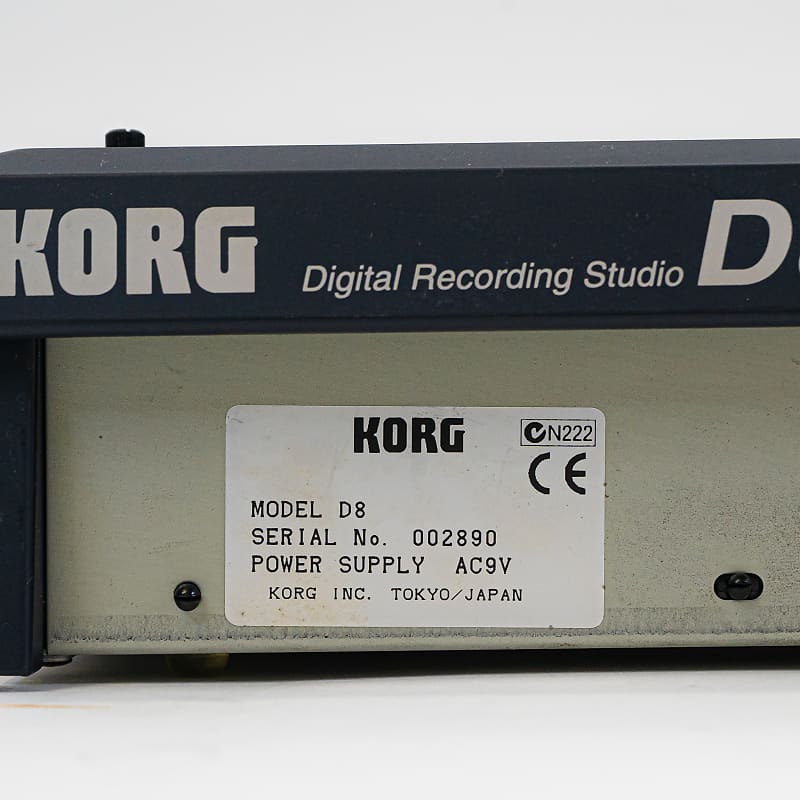 KORG Digital Recording Studio D8
KORG
N222
CE
MODEL D8
SERIAL No. 002890
POWER SUPPLY AC9V
KORG INC. TOKYO/JAPAN